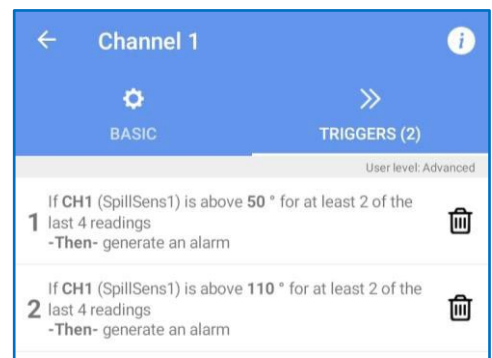 Channel 1
i
BASIC
TRIGGERS (2)
User level: Advanced
If CH1 (SpillSens1) is above 50 ° for at least 2 of the
1 last 4 readings
-Then- generate an alarm
If CH1 (SpillSens1) is above 110 ° for at least 2 of the
2 last 4 readings
-Then- generate an alarm